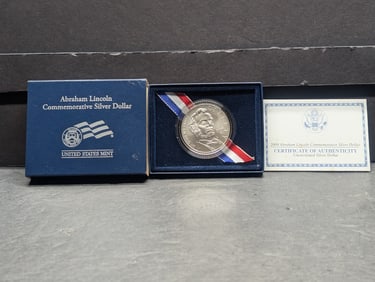 Abraham Lincoln
Commemorative Silver Dollar
UNITED STATES MINT
2009 Abraham Lincoln Commemorative Silver Dollar
CERTIFICATE OF AUTHENTICITY
Uncirculated Silver Dollar